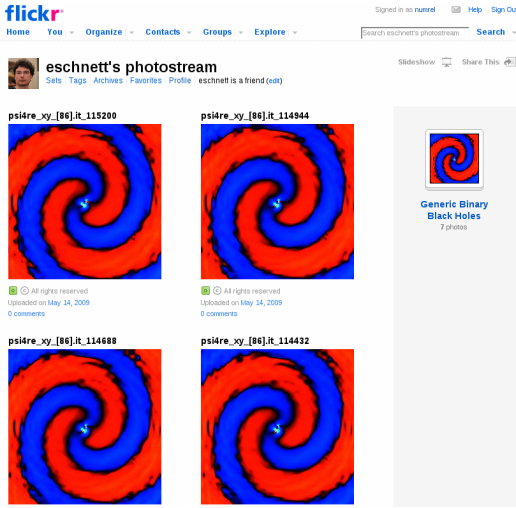 flickr
Signed in as numrel Help Sign Ou
Home You Organize Contacts Groups Explore Search eschnett's photostream Search
eschnett's photostream
Sets Tags Archives Favorites Profile eschnett is a friend (edit)
Slideshow Share This
psi4re_xy_[86].it_115200
psi4re_xy_[86].it_114944
© All rights reserved
Uploaded on May 14, 2009
0 comments
© All rights reserved
Uploaded on May 14, 2009
0 comments
psi4re_xy_[86].it_114688
psi4re_xy_[86].it_114432
Generic Binary
Black Holes
7 photos